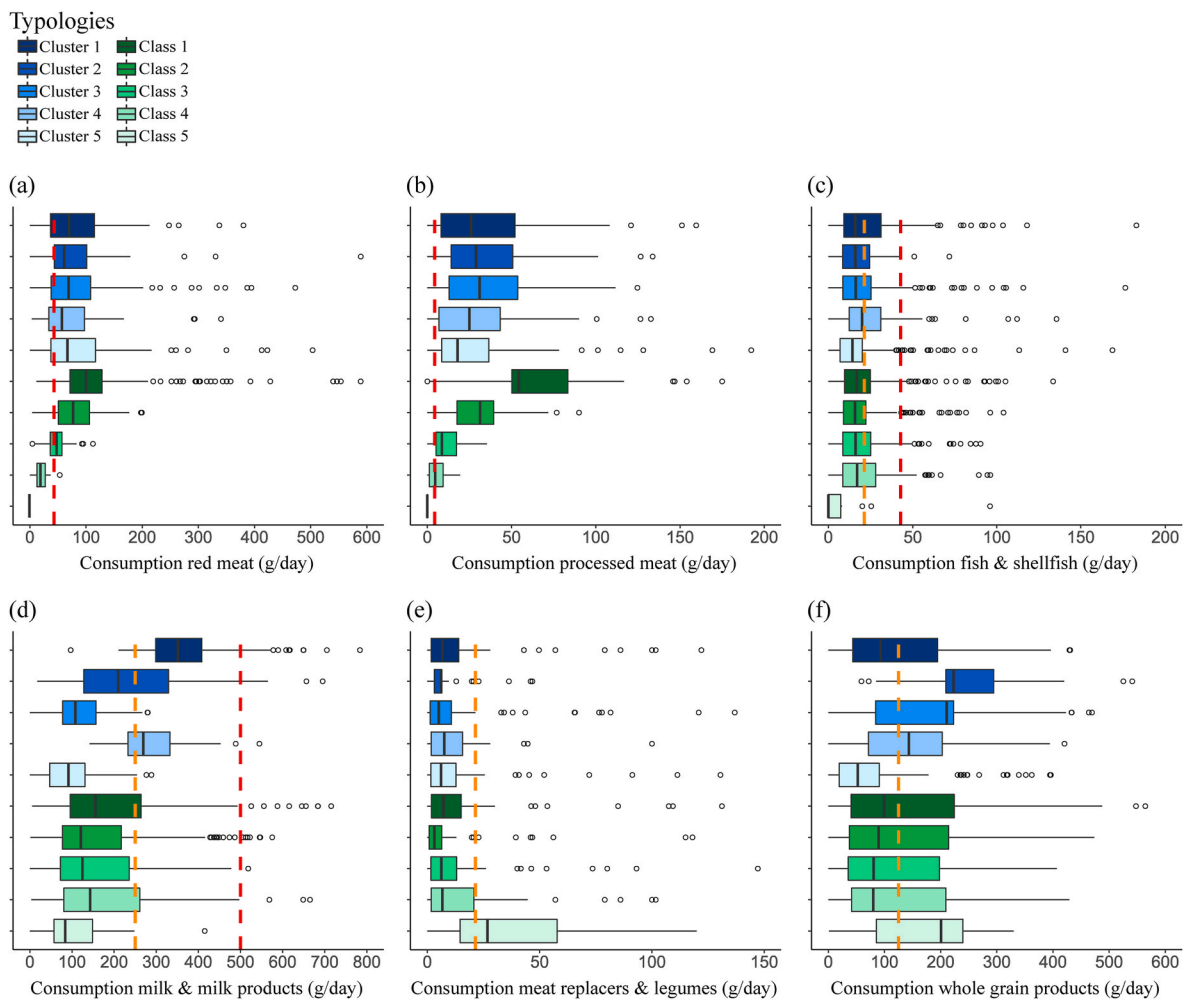 Typologies
Cluster 1 Class 1
Cluster 2 Class 2
Cluster 3 Class 3
Cluster 4 Class 4
Cluster 5 Class 5
(a) (b) (c)
0 100 200 300 400 500 600 0 50 100 150 200 0 50 100 150 200
Consumption red meat (g/day) Consumption processed meat (g/day) Consumption fish & shellfish (g/day)
(d) (e) (f)
0 100 200 300 400 500 600 700 800 0 50 100 150 0 100 200 300 400 500 600
Consumption milk & milk products (g/day) Consumption meat replacers & legumes (g/day) Consumption whole grain products (g/day)